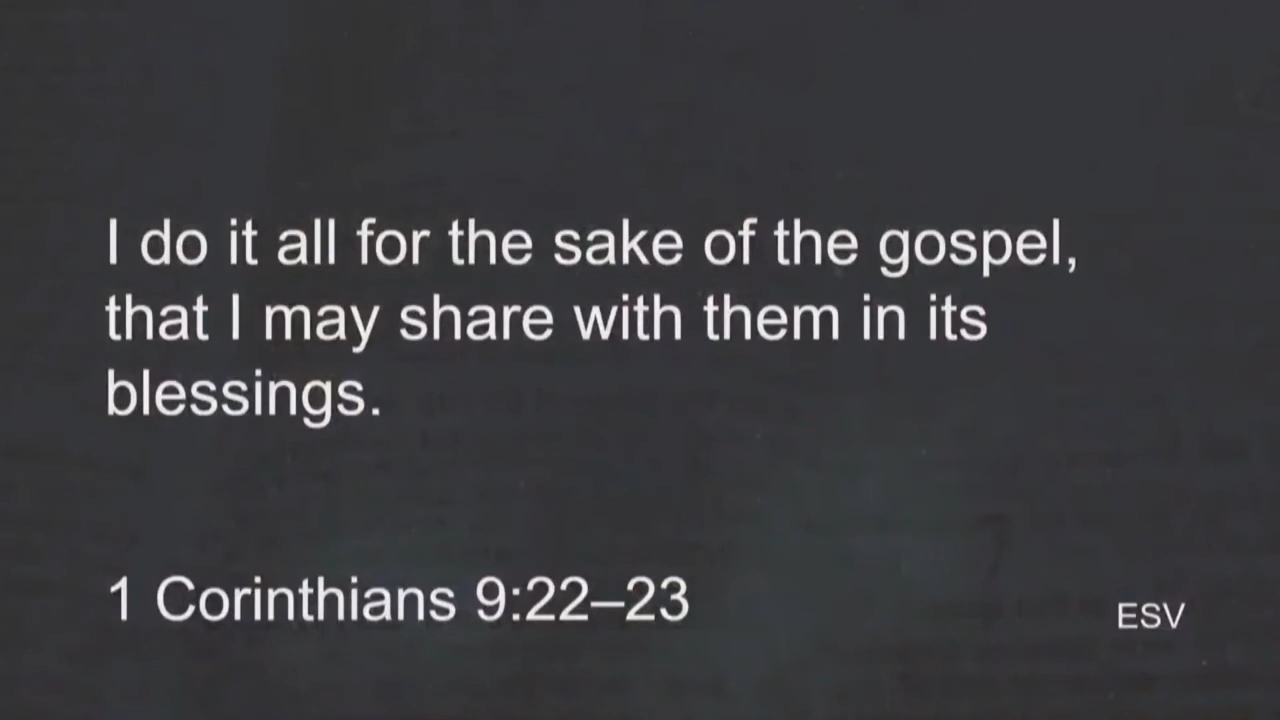 I do it all for the sake of the gospel,
that I may share with them in its
blessings.
1 Corinthians 9:22–23
ESV